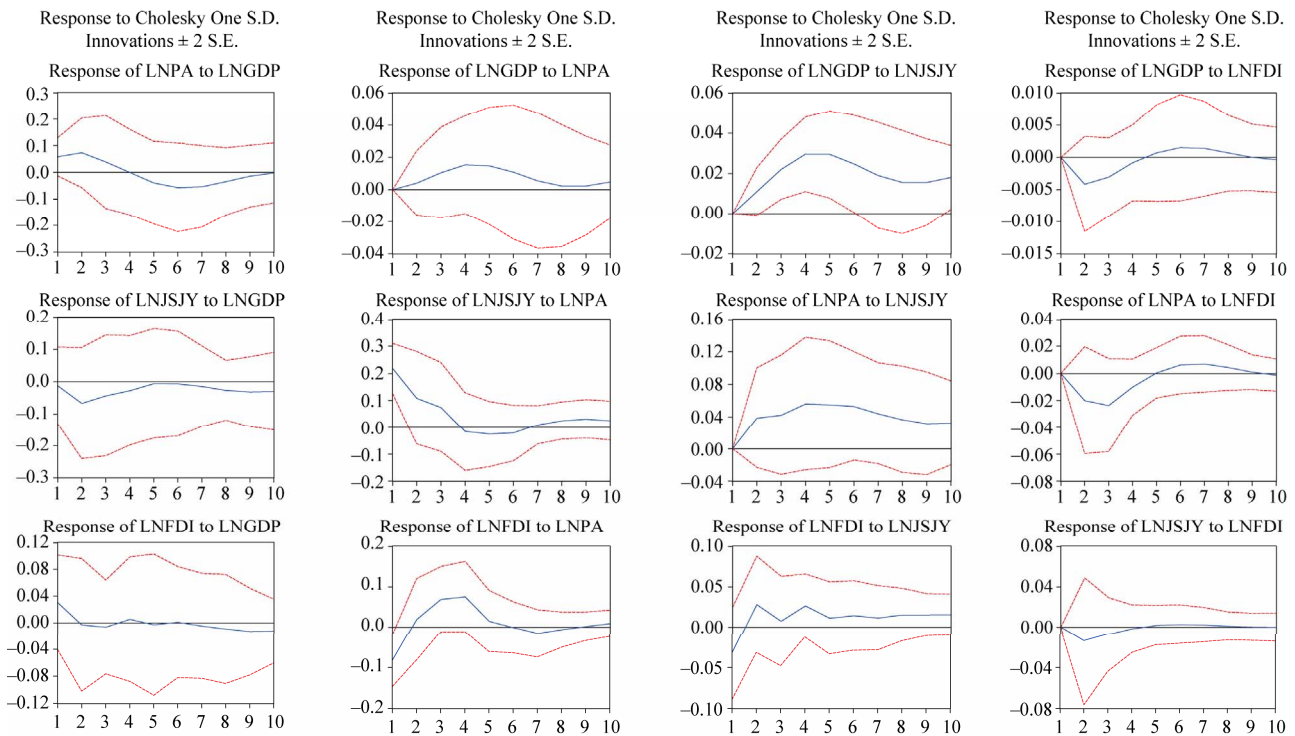 Response to Cholesky One S.D.
Innovations ± 2 S.E.
Response of LNPA to LNGDP
0.3
0.2
0.1
0.0
–0.1
–0.2
–0.3
1 2 3 4 5 6 7 8 9 10
Response to Cholesky One S.D.
Innovations ± 2 S.E.
Response of LNGDP to LNPA
0.06
0.04
0.02
0.00
–0.02
–0.04
1 2 3 4 5 6 7 8 9 10
Response to Cholesky One S.D.
Innovations ± 2 S.E.
Response of LNGDP to LNJSJY
0.06
0.04
0.02
0.00
–0.02
1 2 3 4 5 6 7 8 9 10
Response to Cholesky One S.D.
Innovations ± 2 S.E.
Response of LNGDP to LNFDI
0.010
0.005
0.000
–0.005
–0.010
–0.015
1 2 3 4 5 6 7 8 9 10
Response of LNJSJY to LNGDP
0.2
0.1
0.0
–0.1
–0.2
–0.3
1 2 3 4 5 6 7 8 9 10
Response of LNJSJY to LNPA
0.4
0.3
0.2
0.1
0.0
–0.1
–0.2
1 2 3 4 5 6 7 8 9 10
Response of LNPA to LNJSJY
0.16
0.12
0.08
0.04
0.00
–0.04
1 2 3 4 5 6 7 8 9 10
Response of LNPA to LNFDI
0.04
0.02
0.00
–0.02
–0.04
–0.06
–0.08
1 2 3 4 5 6 7 8 9 10
Response of LNFDI to LNGDP
0.12
0.08
0.04
0.00
–0.04
–0.08
–0.12
1 2 3 4 5 6 7 8 9 10
Response of LNFDI to LNPA
0.2
0.1
0.0
–0.1
–0.2
1 2 3 4 5 6 7 8 9 10
Response of LNFDI to LNJSJY
0.10
0.05
0.00
–0.05
–0.10
1 2 3 4 5 6 7 8 9 10
Response of LNJSJY to LNFDI
0.08
0.04
0.00
–0.04
–0.08
1 2 3 4 5 6 7 8 9 10